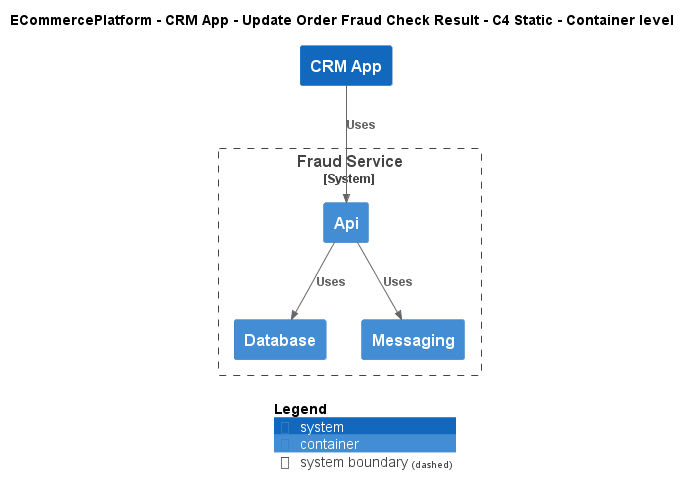 ECommercePlatform - CRM App - Update Order Fraud Check Result - C4 Static - Container level
CRM App
Uses
Fraud Service
[System]
Api
Uses
Uses
Database
Messaging
Legend
system
container
system boundary (dashed)